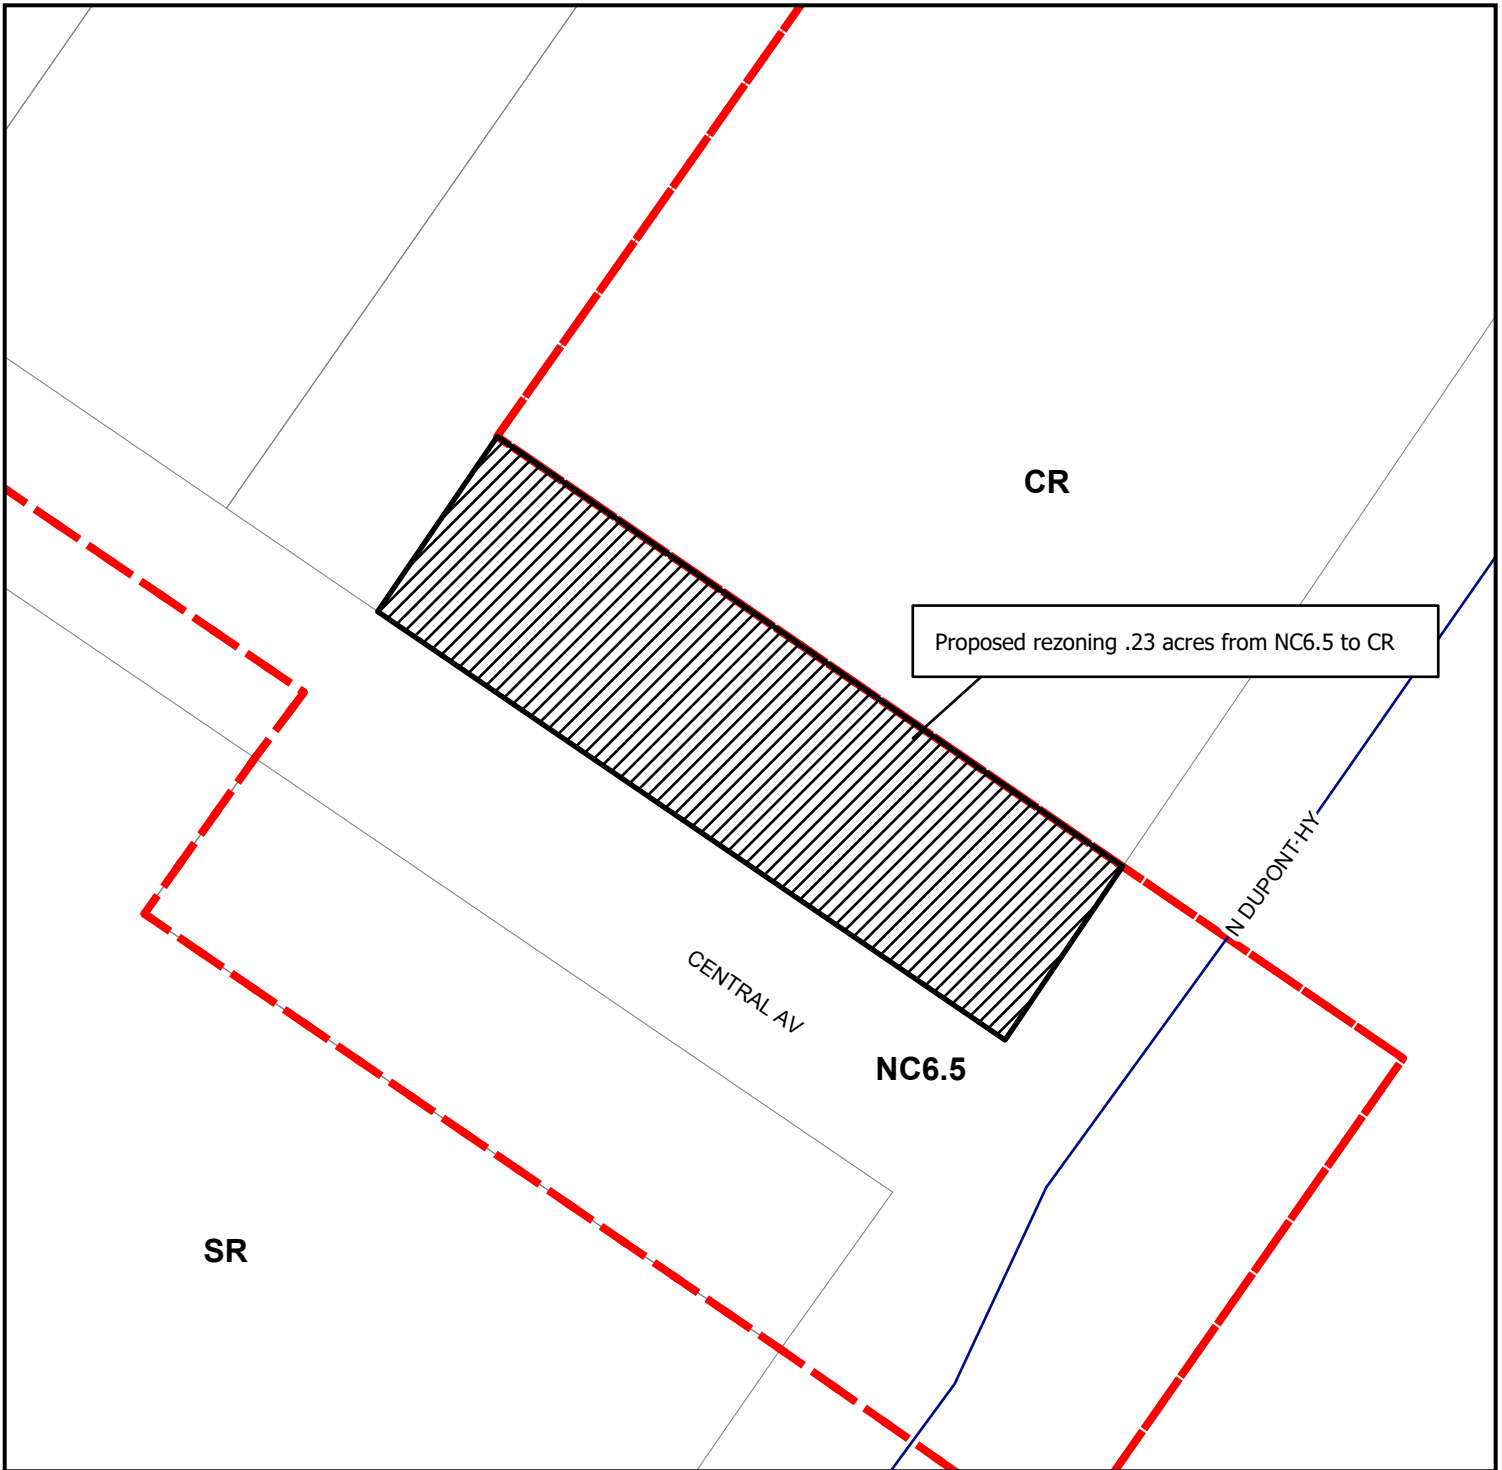 CR
Proposed rezoning .23 acres from NC6.5 to CR
N DUPONT HY
CENTRAL AV
NC6.5
SR